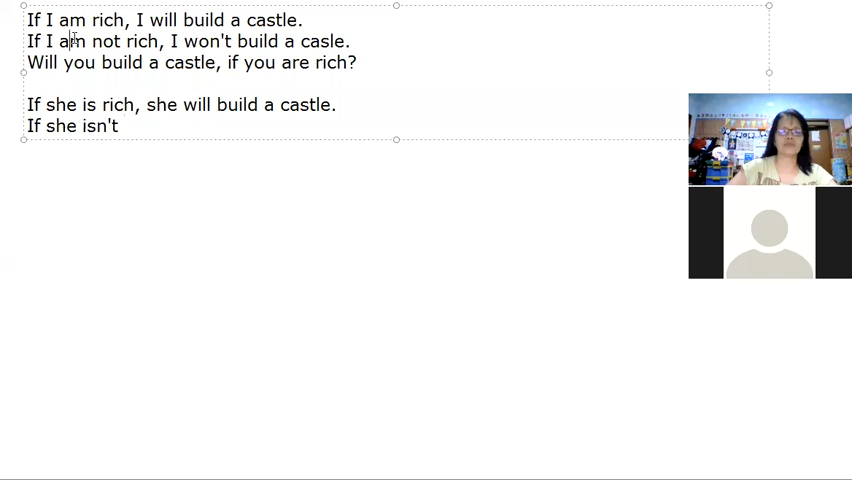 If I am rich, I will build a castle.
If I am not rich, I won't build a casle.
Will you build a castle, if you are rich?
If she is rich, she will build a castle.
If she isn't